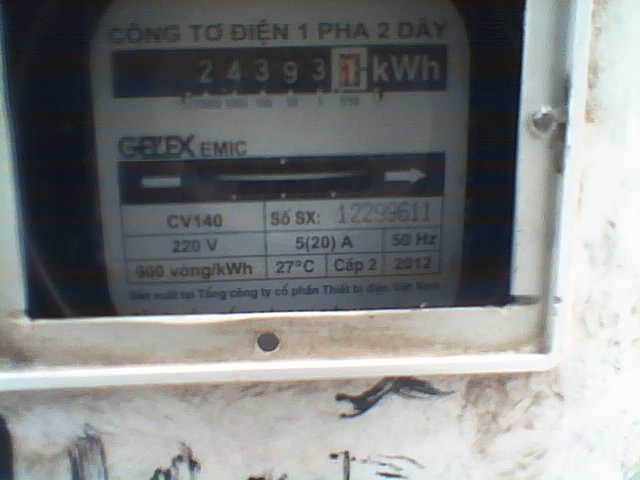 CÔNG TƠ ĐIỆN 1 PHA 2 DÂY
2 4 3 9 3 1 kWh
GELEX EMIC
CV140 Số SX: 12299611
220 V 5(20) A 50 Hz
900 vòng/kWh 27°C Cấp 2 2012
Sản xuất tại Tổng công ty cổ phần Thiết bị điện Việt Nam